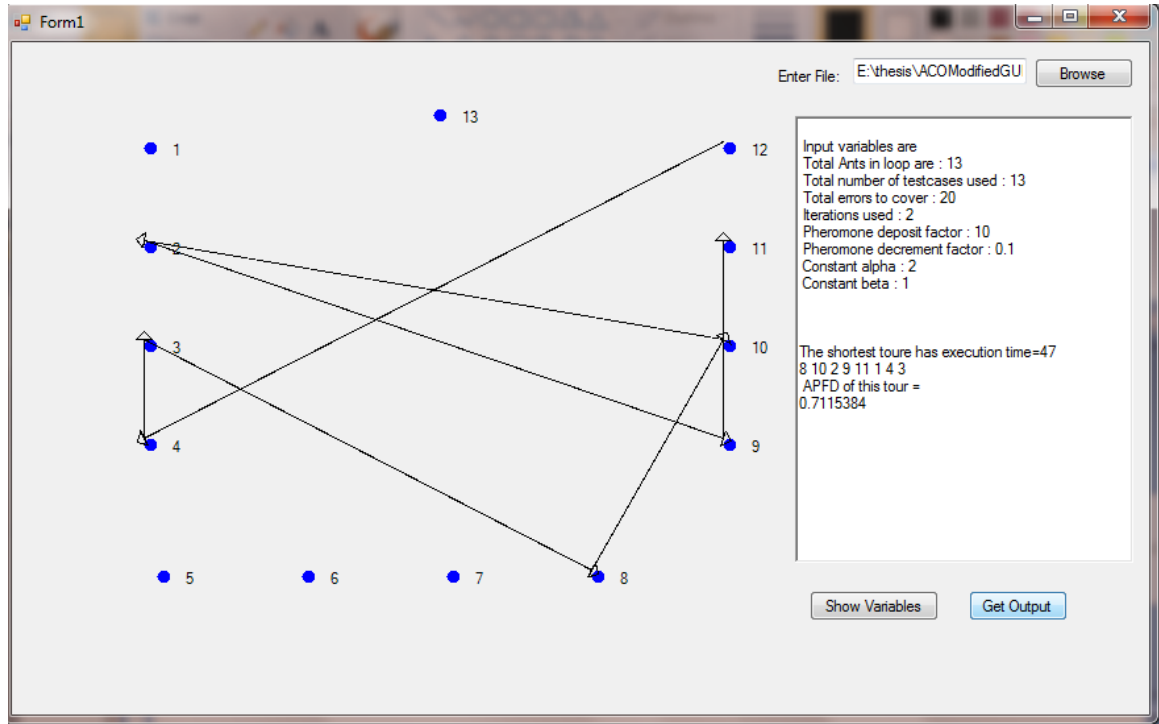 Form1
Enter File: E:\thesis\ACOModifiedGUI Browse
13
1
12
2
11
3
10
4
9
5 6 7 8
Input variables are
Total Ants in loop are : 13
Total number of testcases used : 13
Total errors to cover : 20
Iterations used : 2
Pheromone deposit factor : 10
Pheromone decrement factor : 0.1
Constant alpha : 2
Constant beta : 1
The shortest toure has execution time=47
8 10 2 9 11 1 4 3
APFD of this tour =
0.7115384
Show Variables Get Output